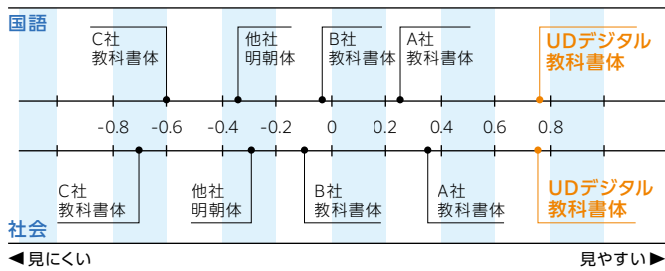 国語
C社
教科書体
他社
明朝体
B社
教科書体
A社
教科書体
UDデジタル
教科書体
-0.8 -0.6 -0.4 -0.2 0 0.2 0.4 0.6 0.8
C社
教科書体
他社
明朝体
B社
教科書体
A社
教科書体
UDデジタル
教科書体
社会
◀見にくい 見やすい▶